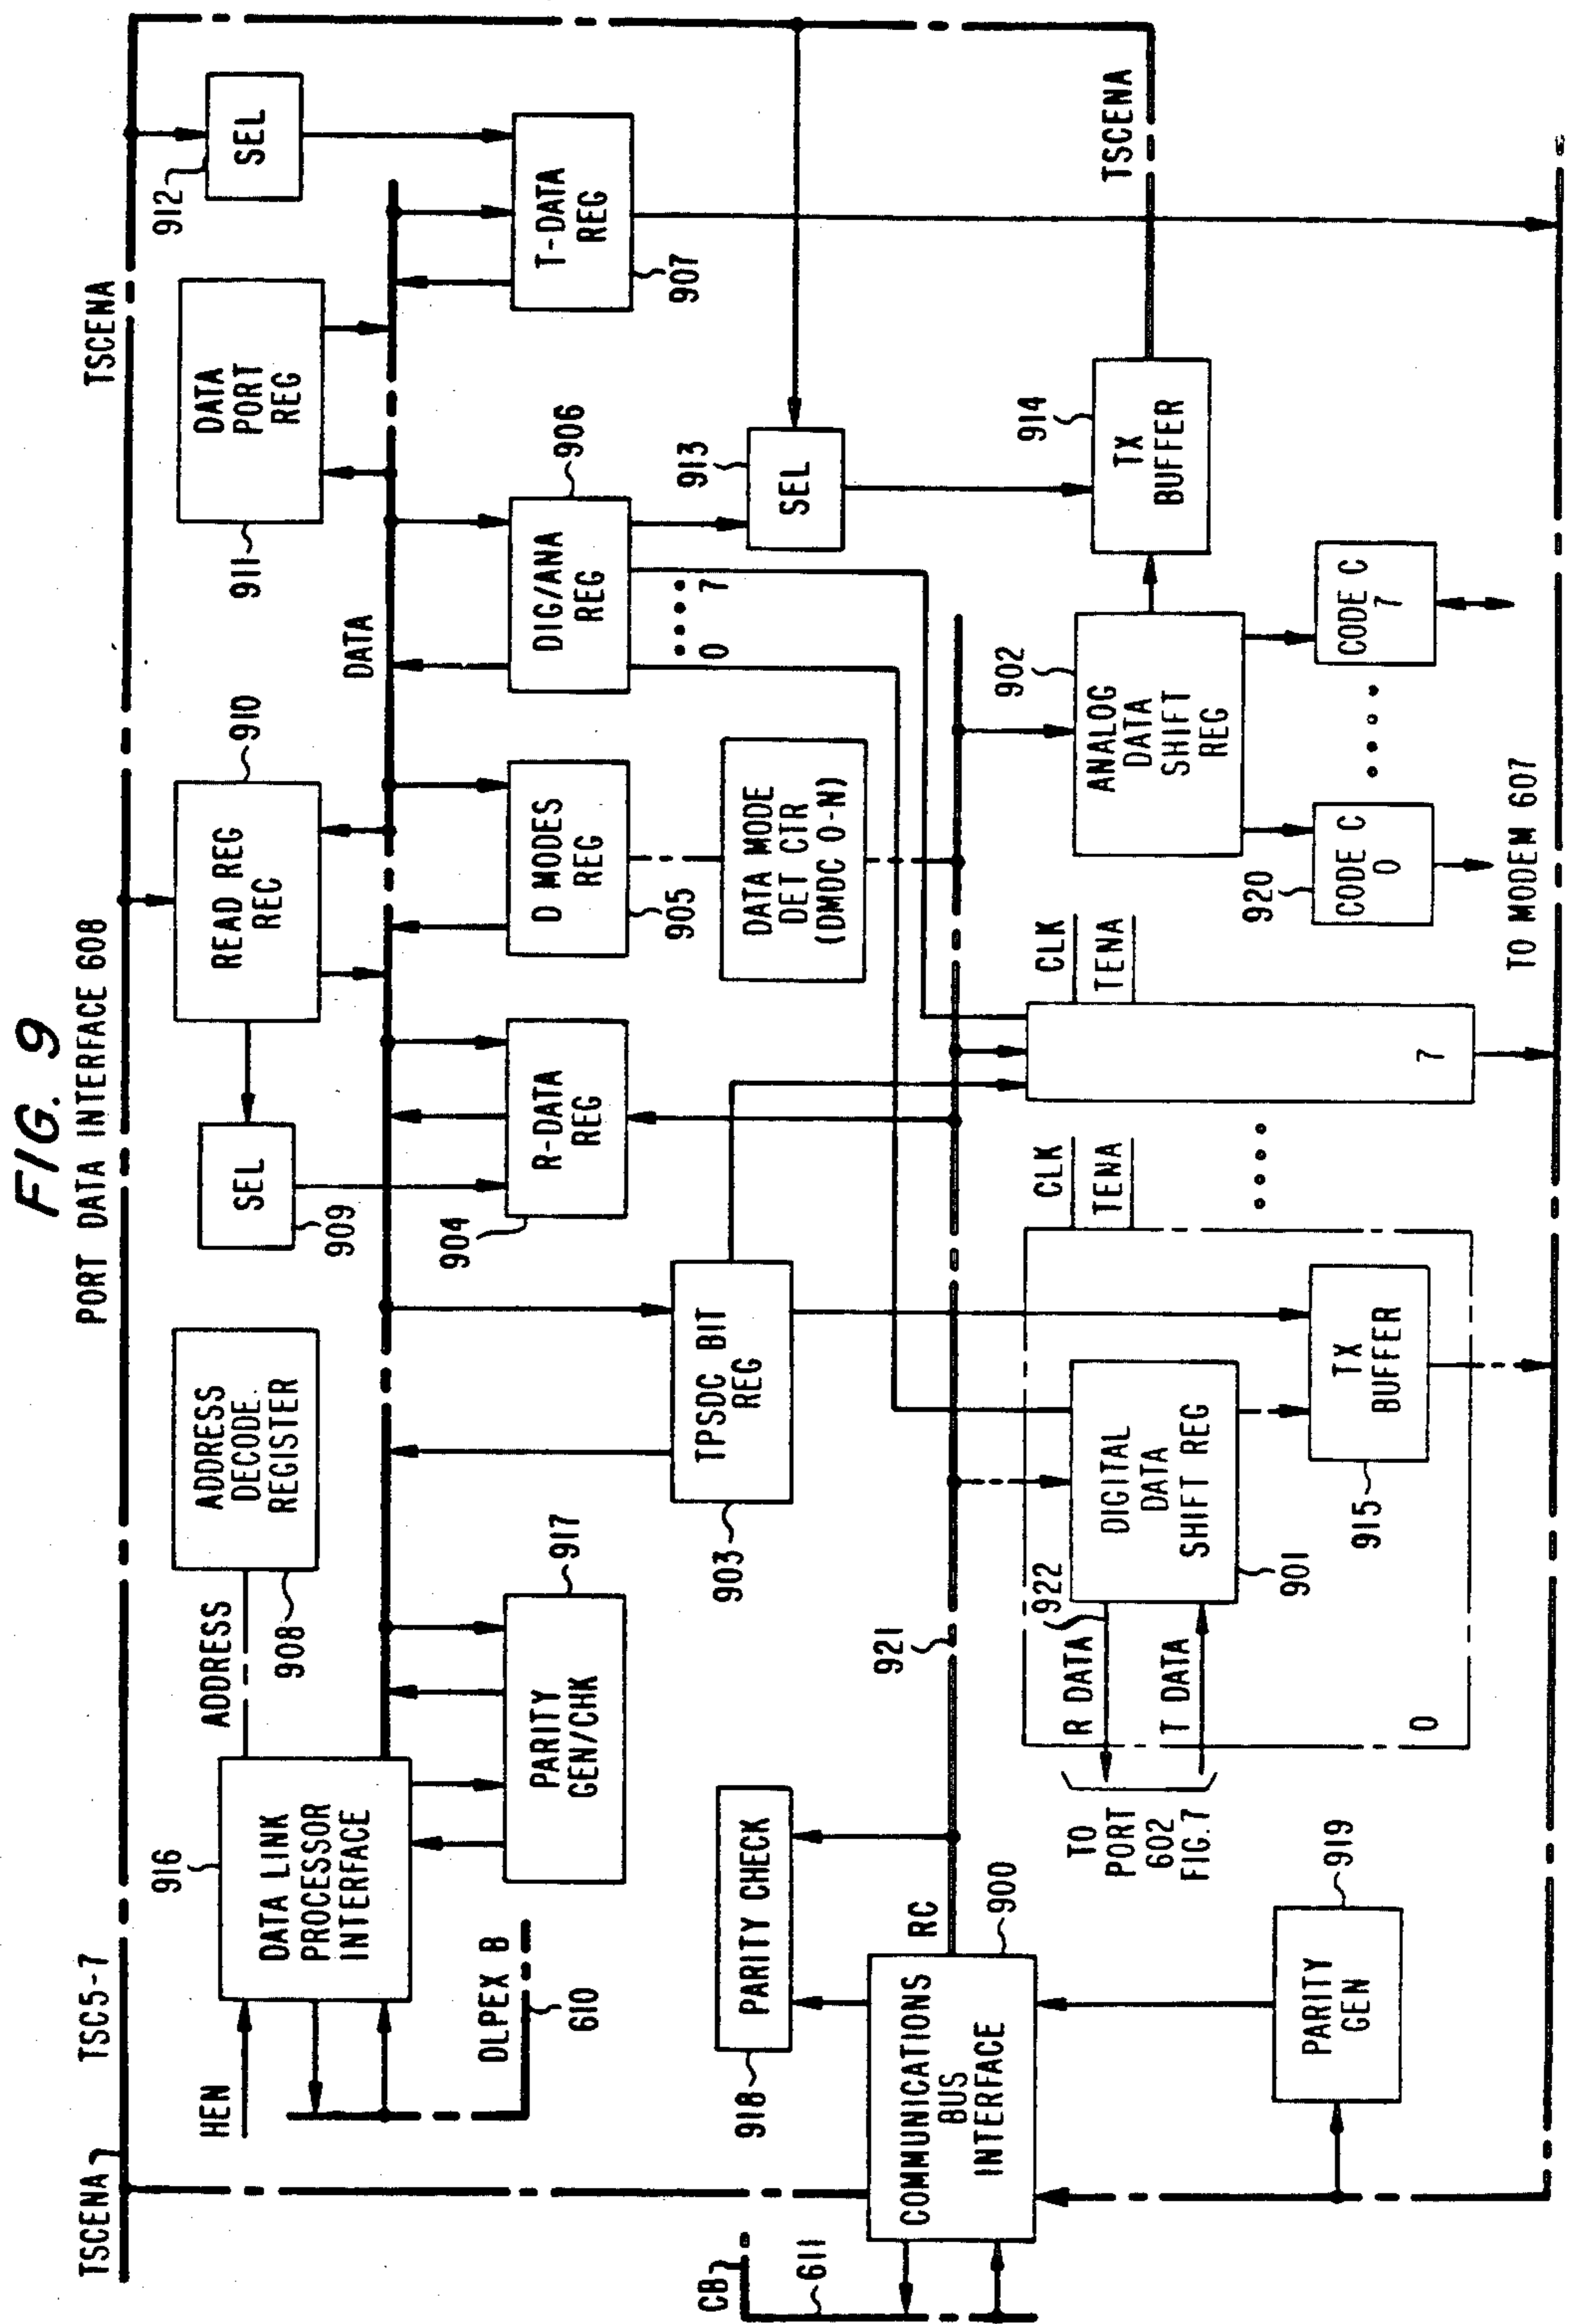 FIG. 9
PORT DATA INTERFACE 608
TSCENA
TSC5-7
TSCENA
HEN
916
DATA LINK
PROCESSOR
INTERFACE
ADDRESS
908
ADDRESS
DECODE
REGISTER
SEL
909
READ REG
REC
910
911
DATA
PORT
REG
912
SEL
DATA
DLPEX B
610
PARITY
GEN/CHK
917
904
R-DATA
REG
D MODES
REG
905
DIG/ANA
REG
906
0
7
T-DATA
REG
907
903
TPSDC BIT
REG
DATA MODE
DET CTR
(DMDC 0-N)
913
SEL
918
PARITY CHECK
CB
611
COMMUNICATIONS
BUS
INTERFACE
900
RC
921
902
ANALOG
DATA
SHIFT
REG
914
TX
BUFFER
TSCENA
R DATA
922
T DATA
TO
PORT
602
FIG. 7
DIGITAL
DATA
SHIFT REG
901
915
TX
BUFFER
0
CLK
TENA
CLK
TENA
7
920
CODE C
0
CODE C
7
PARITY
GEN
919
TO MODEM 607